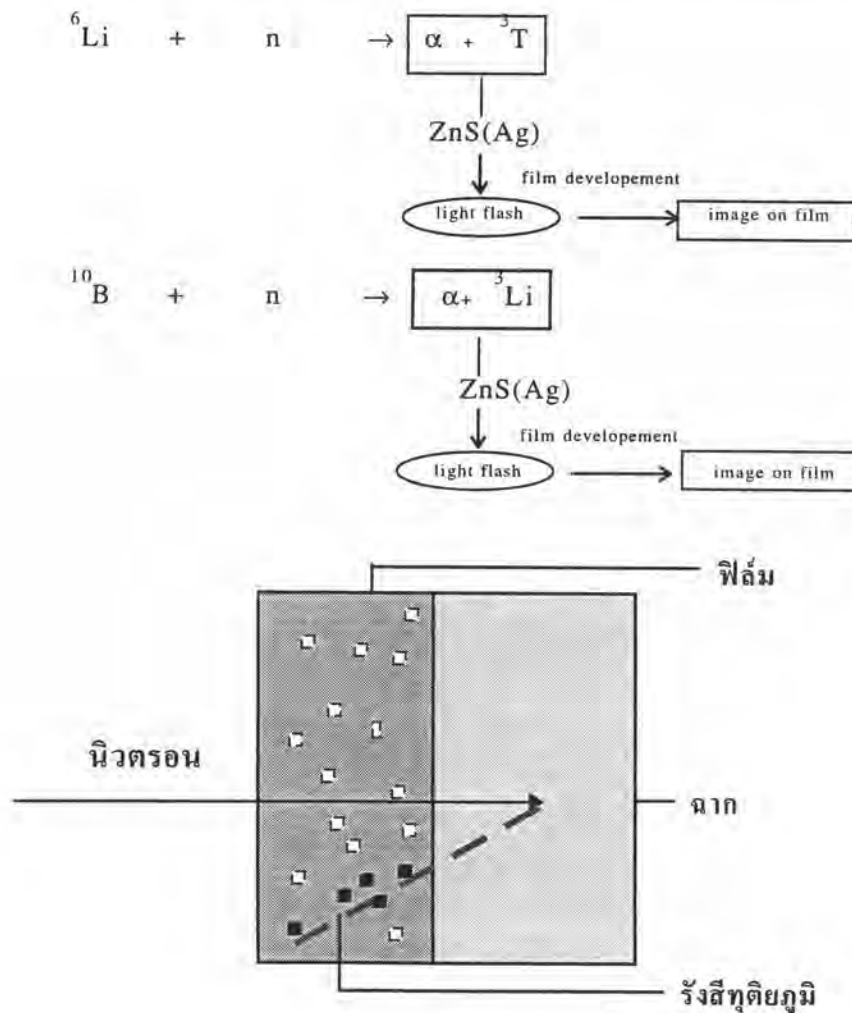 ⁶Li + n → α + ³T
ZnS(Ag)
film developement
light flash
image on film
¹⁰B + n → α+ ³Li
ZnS(Ag)
film developement
light flash
image on film
ฟิล์ม
นิวตรอน
ฉาก
รังสีทุติยภูมิ